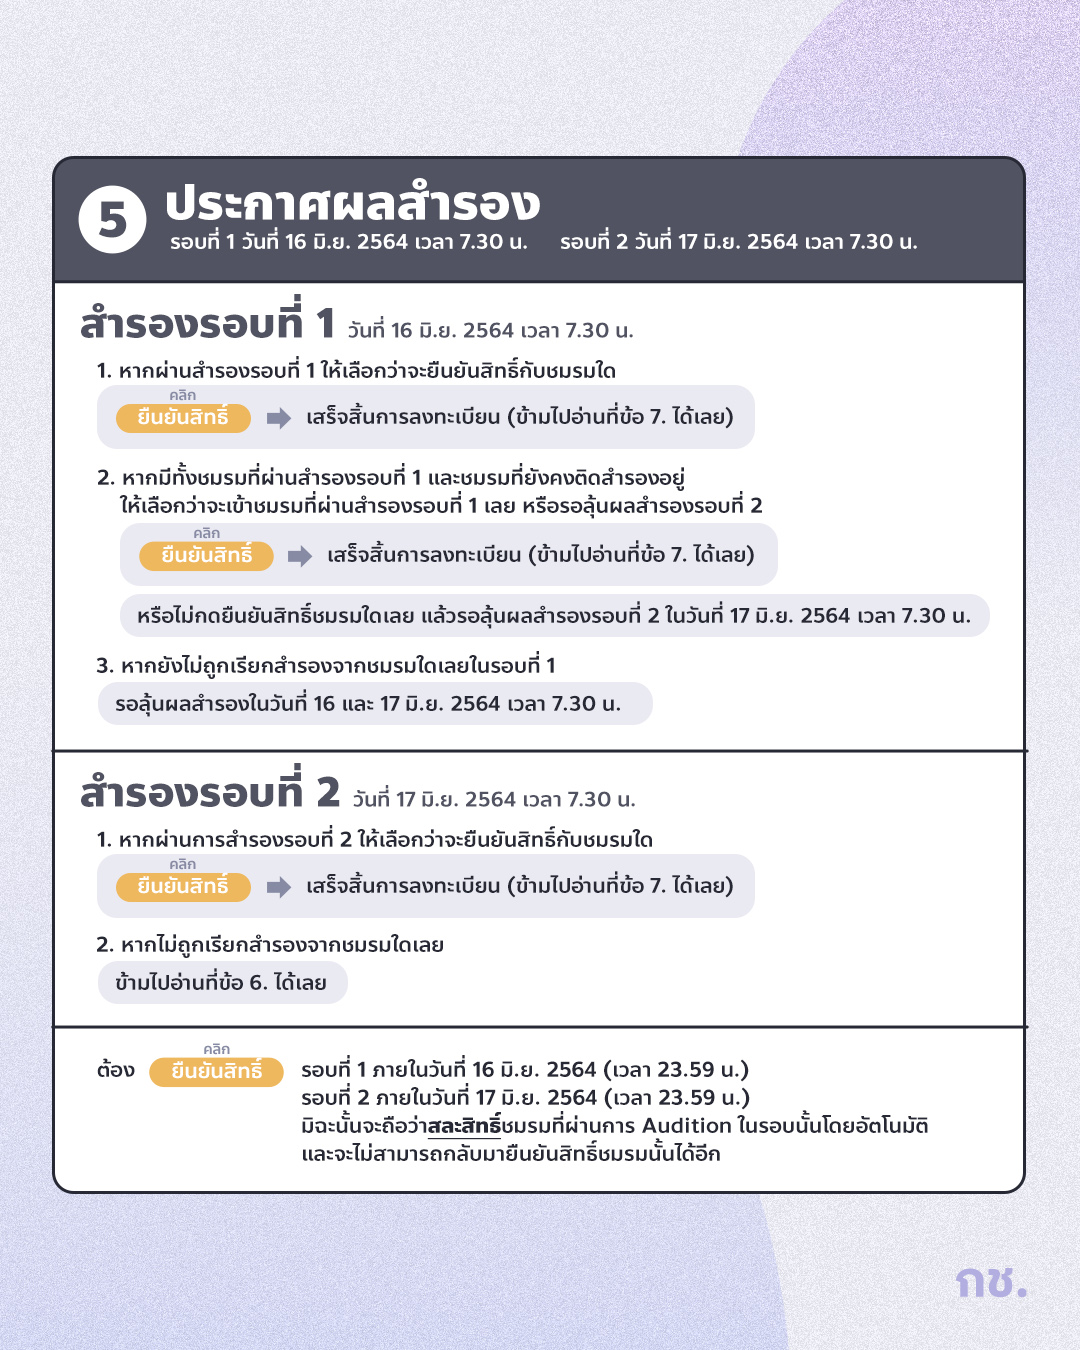 5
ประกาศผลสำรอง
รอบที่ 1 วันที่ 16 มิ.ย. 2564 เวลา 7.30 น. รอบที่ 2 วันที่ 17 มิ.ย. 2564 เวลา 7.30 น.
สำรองรอบที่ 1 วันที่ 16 มิ.ย. 2564 เวลา 7.30 น.
1. หากผ่านสำรองรอบที่ 1 ให้เลือกว่าจะยืนยันสิทธิ์กับชมรมใด
คลิก
ยืนยันสิทธิ์ เสร็จสิ้นการลงทะเบียน (ข้ามไปอ่านที่ข้อ 7. ได้เลย)
2. หากมีทั้งชมรมที่ผ่านสำรองรอบที่ 1 และชมรมที่ยังคงติดสำรองอยู่
ให้เลือกว่าจะเข้าชมรมที่ผ่านสำรองรอบที่ 1 เลย หรือรอลุ้นผลสำรองรอบที่ 2
คลิก
ยืนยันสิทธิ์ เสร็จสิ้นการลงทะเบียน (ข้ามไปอ่านที่ข้อ 7. ได้เลย)
หรือไม่กดยืนยันสิทธิ์ชมรมใดเลย แล้วรอลุ้นผลสำรองรอบที่ 2 ในวันที่ 17 มิ.ย. 2564 เวลา 7.30 น.
3. หากยังไม่ถูกเรียกสำรองจากชมรมใดเลยในรอบที่ 1
รอลุ้นผลสำรองในวันที่ 16 และ 17 มิ.ย. 2564 เวลา 7.30 น.
สำรองรอบที่ 2 วันที่ 17 มิ.ย. 2564 เวลา 7.30 น.
1. หากผ่านการสำรองรอบที่ 2 ให้เลือกว่าจะยืนยันสิทธิ์กับชมรมใด
คลิก
ยืนยันสิทธิ์ เสร็จสิ้นการลงทะเบียน (ข้ามไปอ่านที่ข้อ 7. ได้เลย)
2. หากไม่ถูกเรียกสำรองจากชมรมใดเลย
ข้ามไปอ่านที่ข้อ 6. ได้เลย
คลิก
ต้อง ยืนยันสิทธิ์ รอบที่ 1 ภายในวันที่ 16 มิ.ย. 2564 (เวลา 23.59 น.)
รอบที่ 2 ภายในวันที่ 17 มิ.ย. 2564 (เวลา 23.59 น.)
มิฉะนั้นจะถือว่าสละสิทธิ์ชมรมที่ผ่านการ Audition ในรอบนั้นโดยอัตโนมัติ
และจะไม่สามารถกลับมายืนยันสิทธิ์ชมรมนั้นได้อีก
กช.